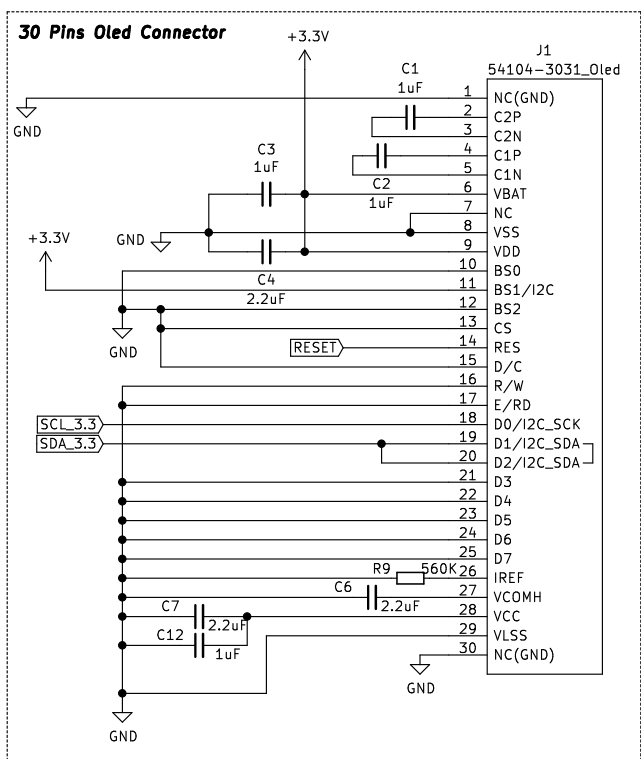 30 Pins Oled Connector
+3.3V
J1
54104-3031_Oled
C1
1uF
1 NC(GND)
GND
2 C2P
3 C2N
4 C1P
C3
1uF
5 C1N
C2
1uF
6 VBAT
7 NC
+3.3V
GND
8 VSS
9 VDD
C4
2.2uF
10 BS0
11 BS1/I2C
12 BS2
13 CS
GND
RESET
14 RES
15 D/C
16 R/W
17 E/RD
SCL_3.3
18 D0/I2C_SCK
SDA_3.3
19 D1/I2C_SDA
20 D2/I2C_SDA
21 D3
22 D4
23 D5
24 D6
25 D7
R9 560K
26 IREF
C6
2.2uF
27 VCOMH
C7
2.2uF
28 VCC
C12
1uF
29 VLSS
30 NC(GND)
GND
GND